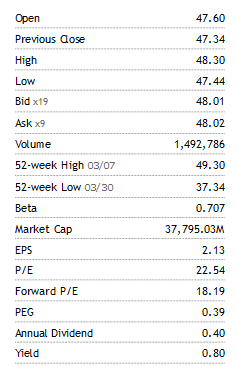 Open 47.60
Previous Close 47.34
High 48.30
Low 47.44
Bid x19 48.01
Ask x9 48.02
Volume 1,492,786
52-week High 03/07 49.30
52-week Low 03/30 37.34
Beta 0.707
Market Cap 37,795.03M
EPS 2.13
P/E 22.54
Forward P/E 18.19
PEG 0.39
Annual Dividend 0.40
Yield 0.80